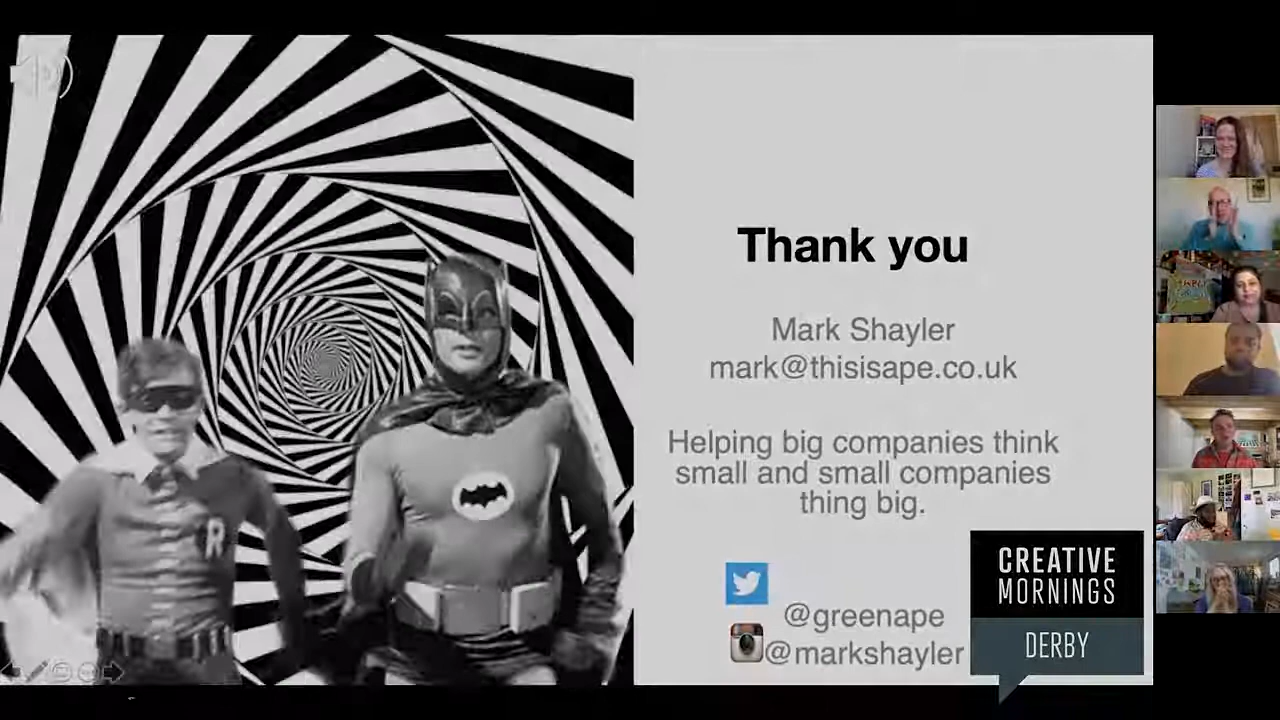 Thank you
Mark Shayler
mark@thisisape.co.uk
Helping big companies think
small and small companies
thing big.
@greenape
@markshayler
CREATIVE
MORNINGS
DERBY
R